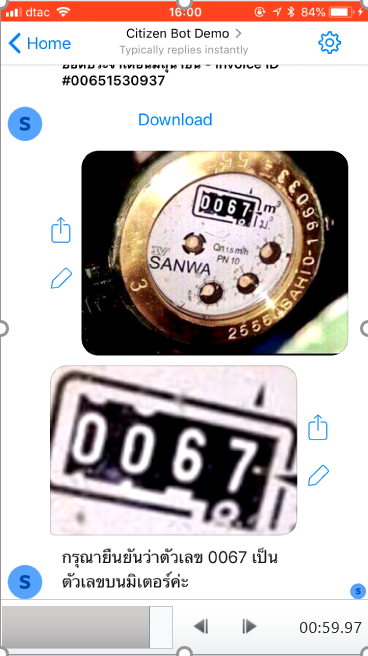 dtac 16:00 84%
Home
Citizen Bot Demo
Typically replies instantly
#00651530937
Download
0067 m³
Qn 1.5 m³/h
PN 10
SANWA
0067
กรุณายืนยันว่าตัวเลข 0067 เป็น
ตัวเลขบนมิเตอร์ค่ะ
S
S
S
00:59.97